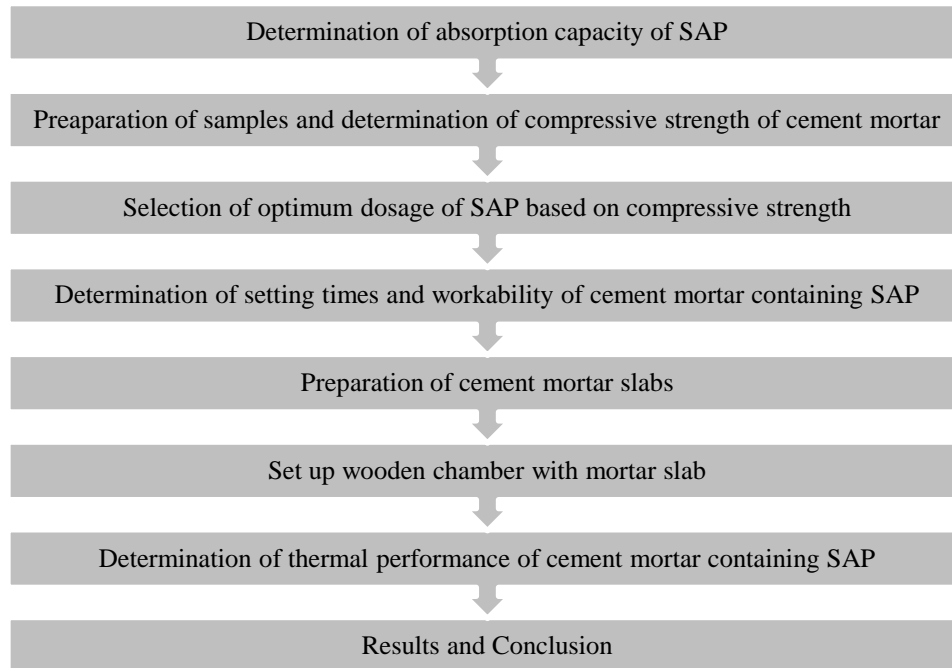 Determination of absorption capacity of SAP
Preaparation of samples and determination of compressive strength of cement mortar
Selection of optimum dosage of SAP based on compressive strength
Determination of setting times and workability of cement mortar containing SAP
Preparation of cement mortar slabs
Set up wooden chamber with mortar slab
Determination of thermal performance of cement mortar containing SAP
Results and Conclusion